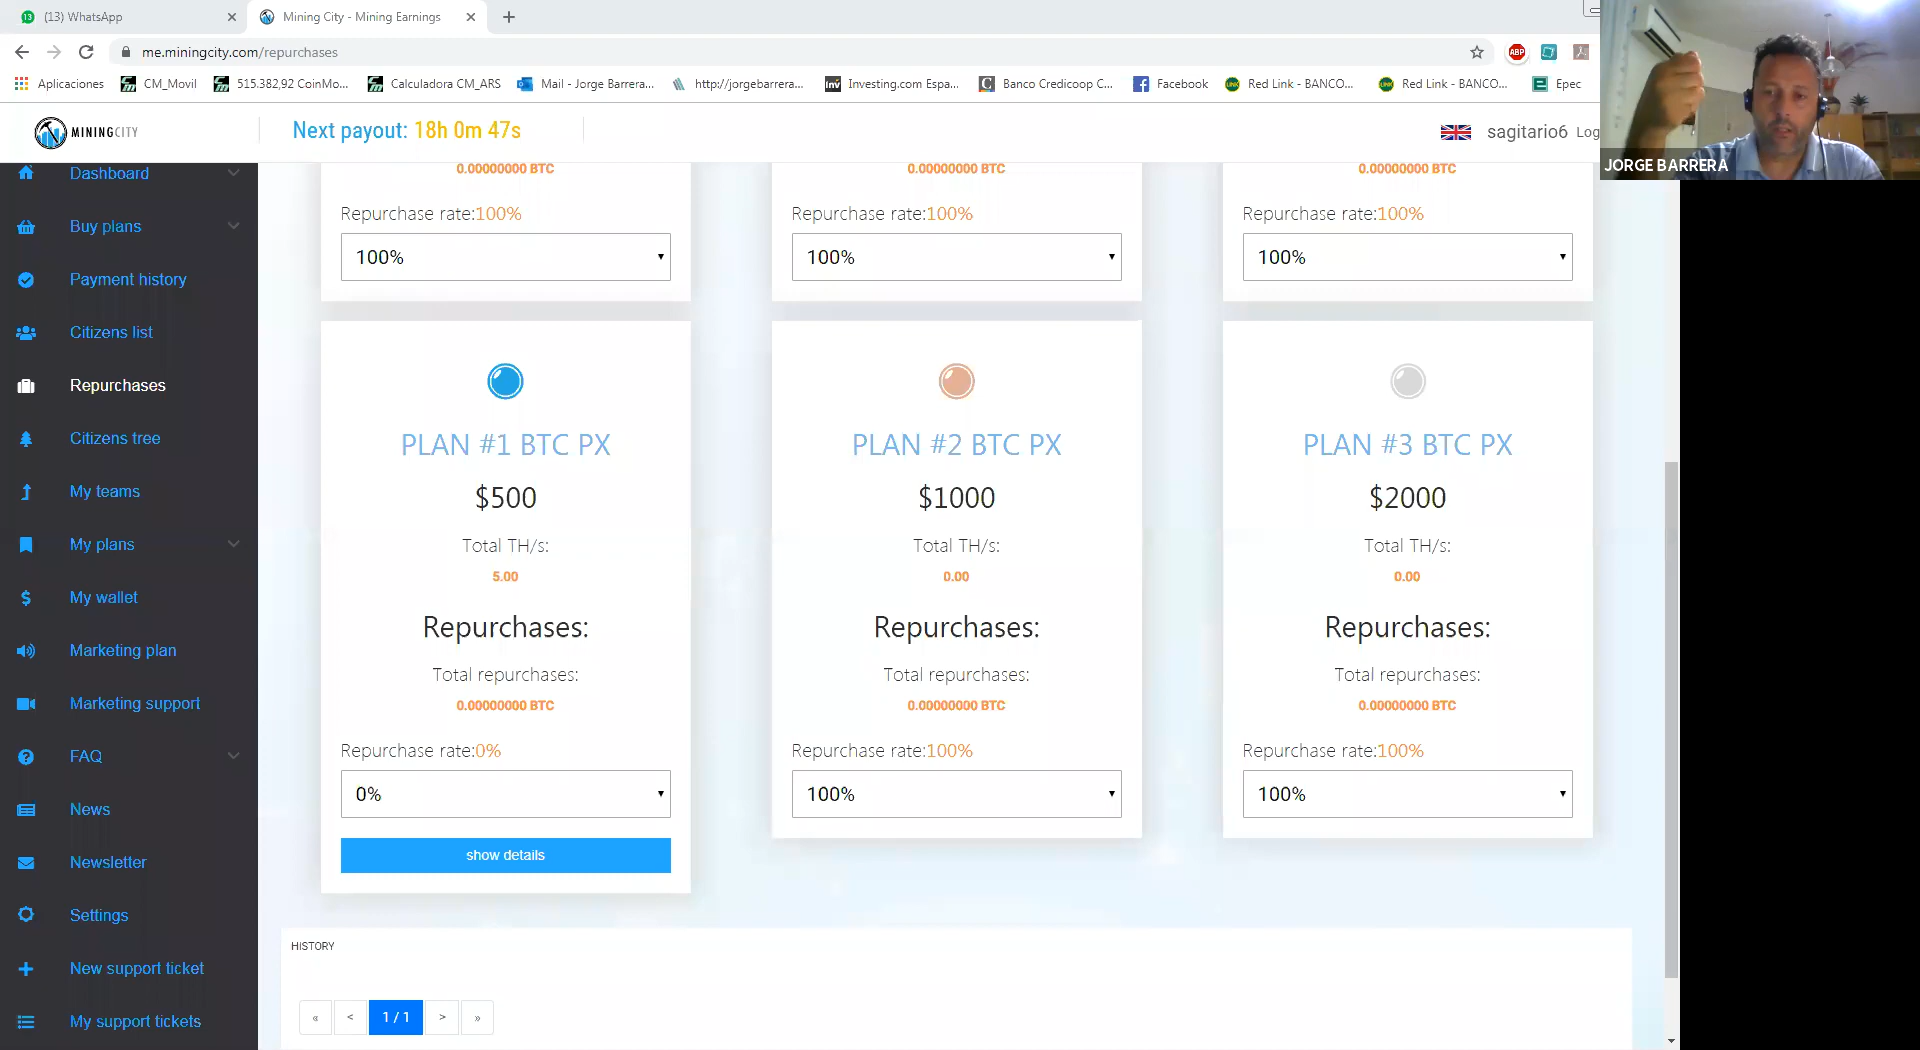 (13) WhatsApp
Mining City - Mining Earnings
me.miningcity.com/repurchases
ABP
Aplicaciones
CM_Movil
515.382,92 CoinMo...
Calculadora CM_ARS
Mail - Jorge Barrera...
http://jorgebarrera...
Inv Investing.com Espa...
Banco Credicoop C...
Facebook
LINK Red Link - BANCO...
LINK Red Link - BANCO...
Epec
MININGCITY
Next payout: 18h 0m 47s
sagitario6
Log
JORGE BARRERA
Dashboard
Buy plans
Payment history
Citizens list
Repurchases
Citizens tree
My teams
My plans
My wallet
Marketing plan
Marketing support
FAQ
News
Newsletter
Settings
New support ticket
My support tickets
0.00000000 BTC
Repurchase rate:100%
100%
0.00000000 BTC
Repurchase rate:100%
100%
0.00000000 BTC
Repurchase rate:100%
100%
PLAN #1 BTC PX
$500
Total TH/s:
5.00
Repurchases:
Total repurchases:
0.00000000 BTC
Repurchase rate:0%
0%
show details
PLAN #2 BTC PX
$1000
Total TH/s:
0.00
Repurchases:
Total repurchases:
0.00000000 BTC
Repurchase rate:100%
100%
PLAN #3 BTC PX
$2000
Total TH/s:
0.00
Repurchases:
Total repurchases:
0.00000000 BTC
Repurchase rate:100%
100%
HISTORY
« < 1 / 1 > »